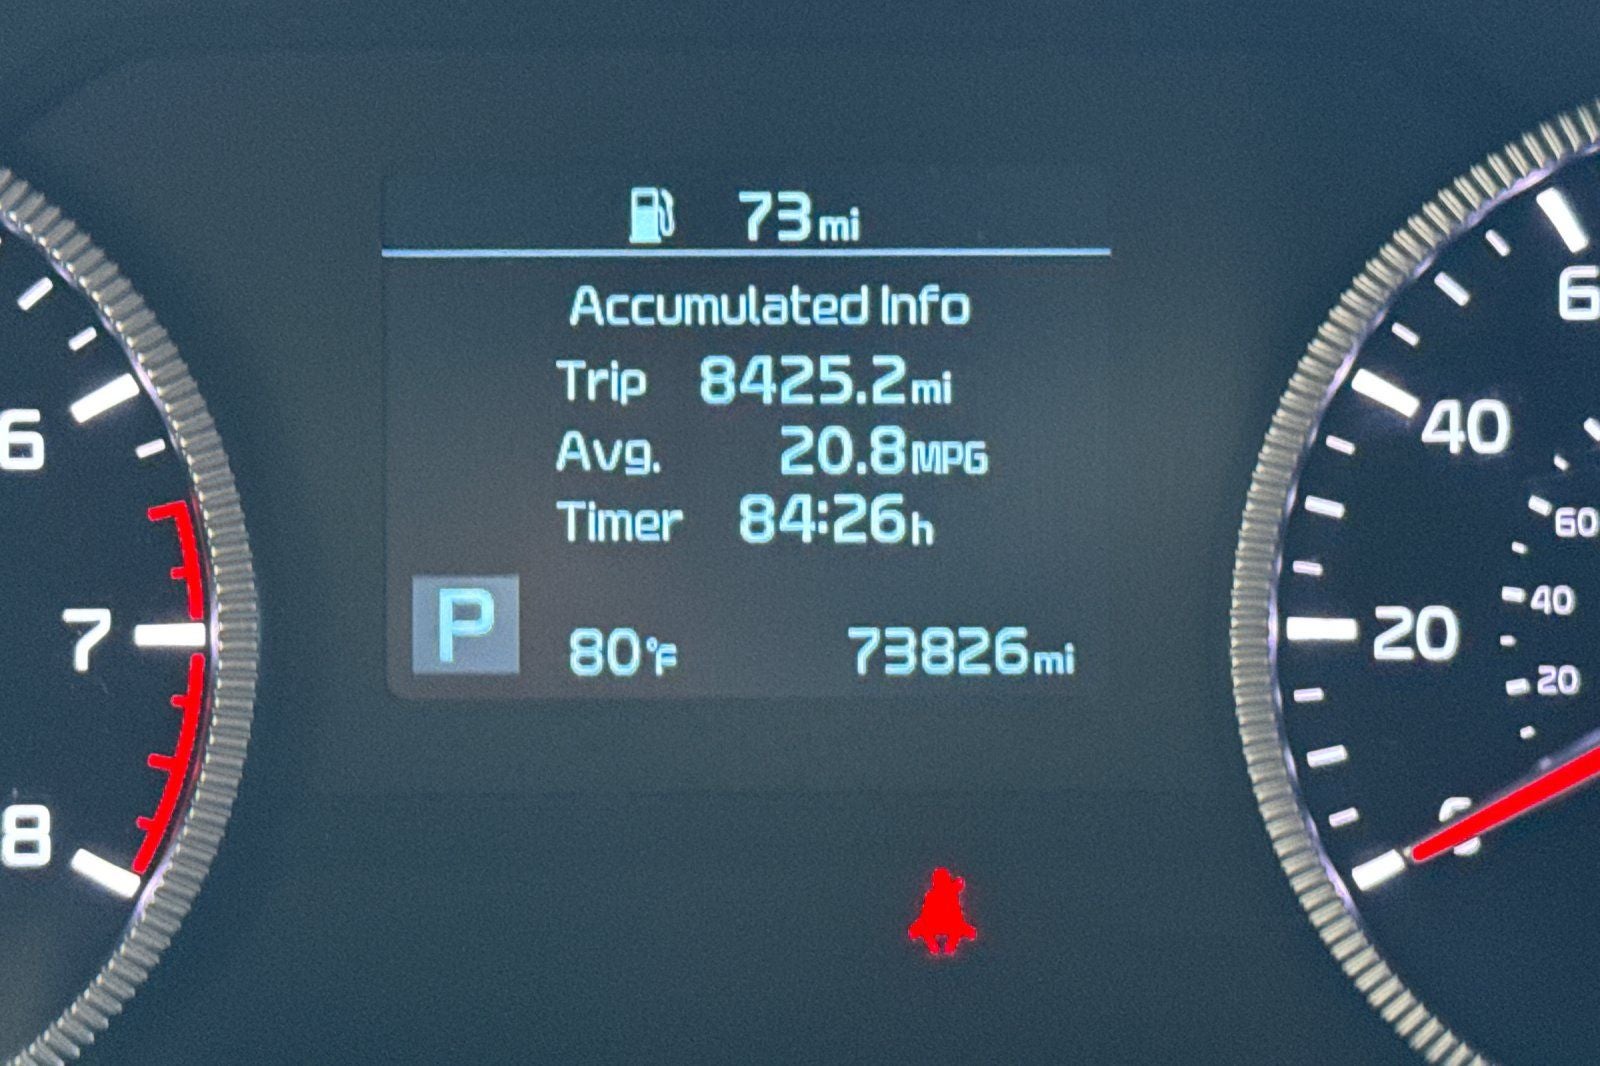 73mi
Accumulated Info
Trip 8425.2mi
Avg. 20.8MPG
Timer 84:26h
P 80°F 73826mi
6
7
8
6
40
20
60
40
20